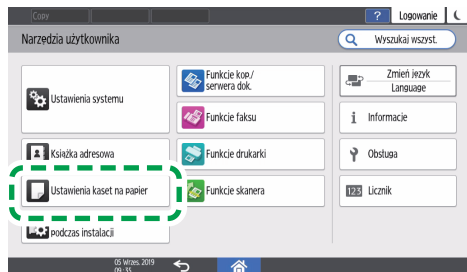 Copy
? Logowanie
Narzędzia użytkownika
Wyszukaj wszyst.
Ustawienia systemu
Funkcje kop./
serwera dok.
Zmień język
Language
Funkcje faksu
i Informacje
Książka adresowa
Funkcje drukarki
Obsługa
Ustawienia kaset na papier
Funkcje skanera
123 Licznik
podczas instalacji
05 Wrzes. 2019
09:33